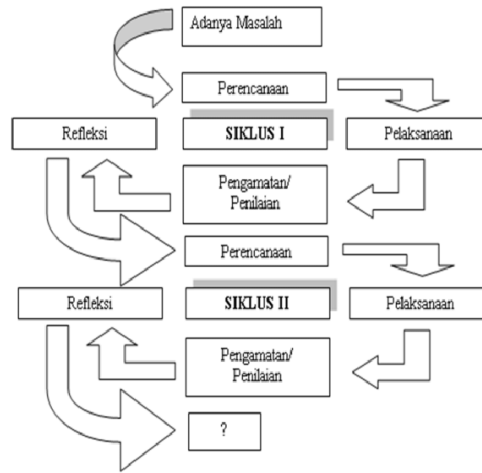 Adanya Masalah
Perencanaan
Refleksi
SIKLUS I
Pelaksanaan
Pengamatan/
Penilaian
Perencanaan
Refleksi
SIKLUS II
Pelaksanaan
Pengamatan/
Penilaian
?